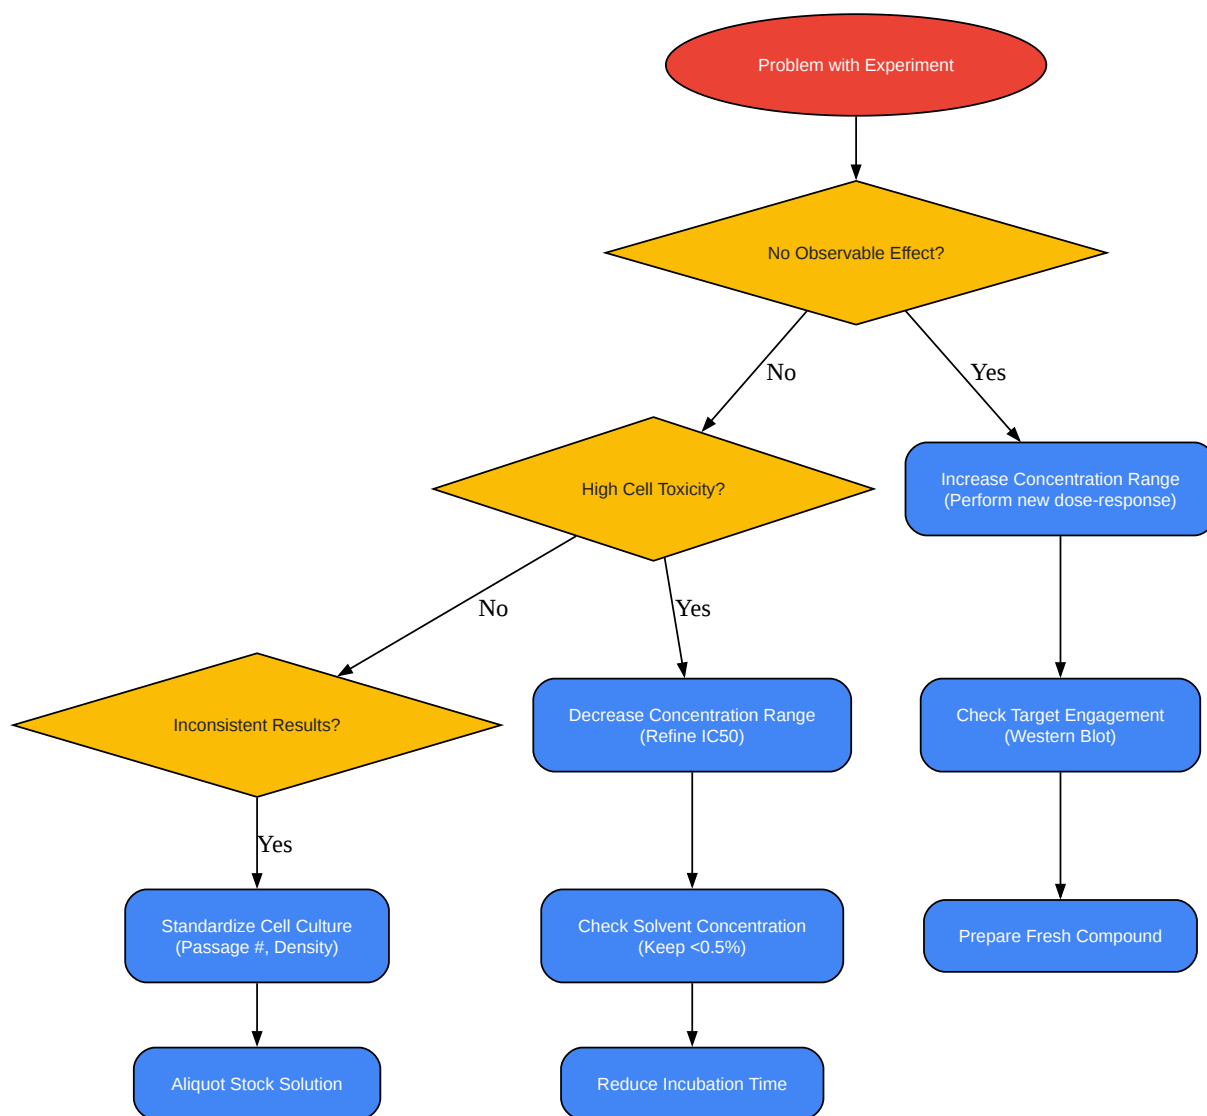 Problem with Experiment
No Observable Effect?
No
Yes
High Cell Toxicity?
Increase Concentration Range
(Perform new dose-response)
No
Yes
Inconsistent Results?
Decrease Concentration Range
(Refine IC50)
Check Target Engagement
(Western Blot)
Yes
Standardize Cell Culture
(Passage #, Density)
Check Solvent Concentration
(Keep <0.5%)
Prepare Fresh Compound
Aliquot Stock Solution
Reduce Incubation Time